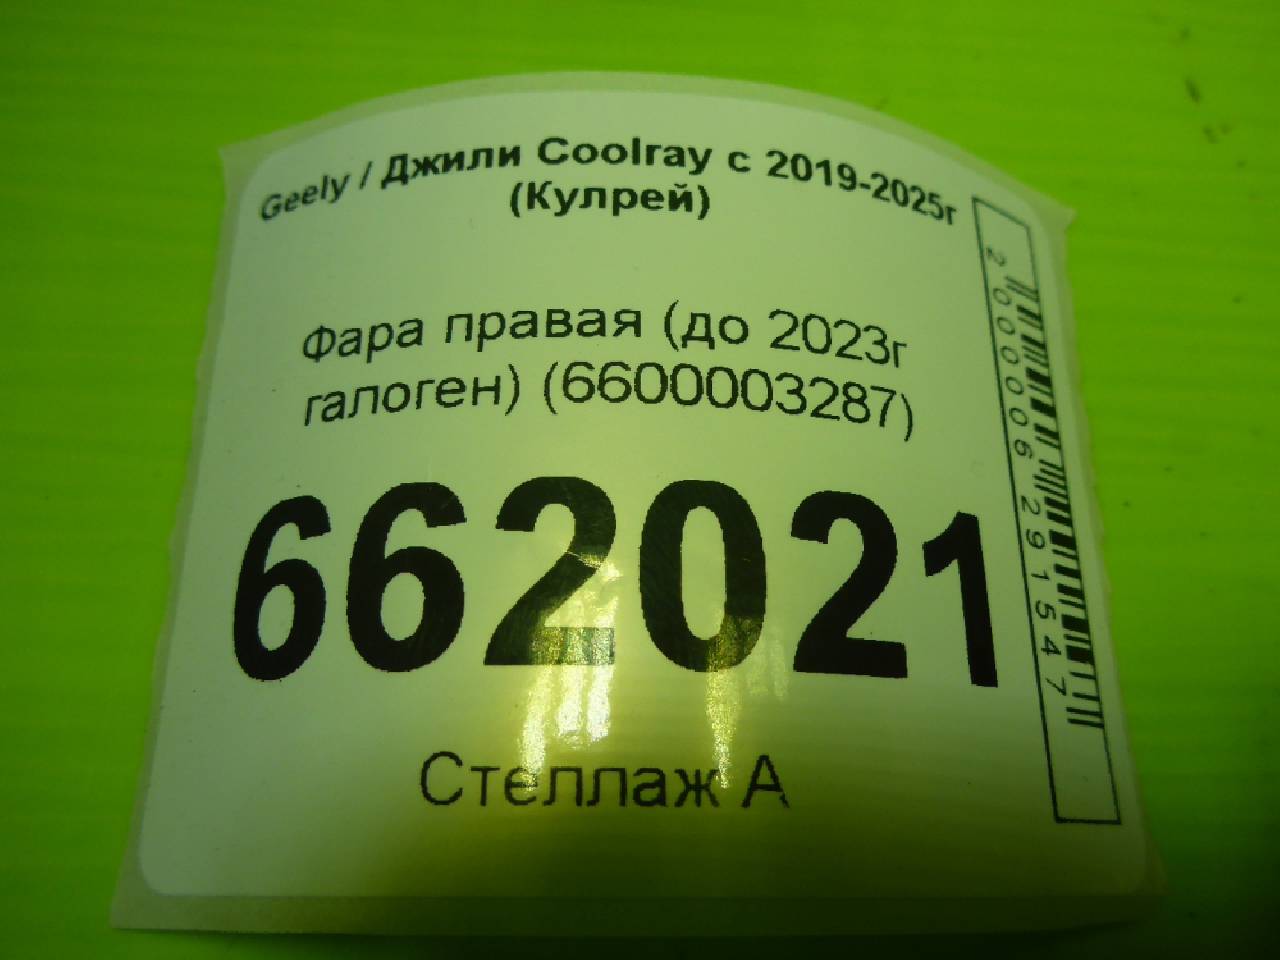 Geely / Джили Coolray с 2019-2025г
(Кулрей)
Фара правая (до 2023г
галоген) (6600003287)
662021
Стеллаж А
2000006291547